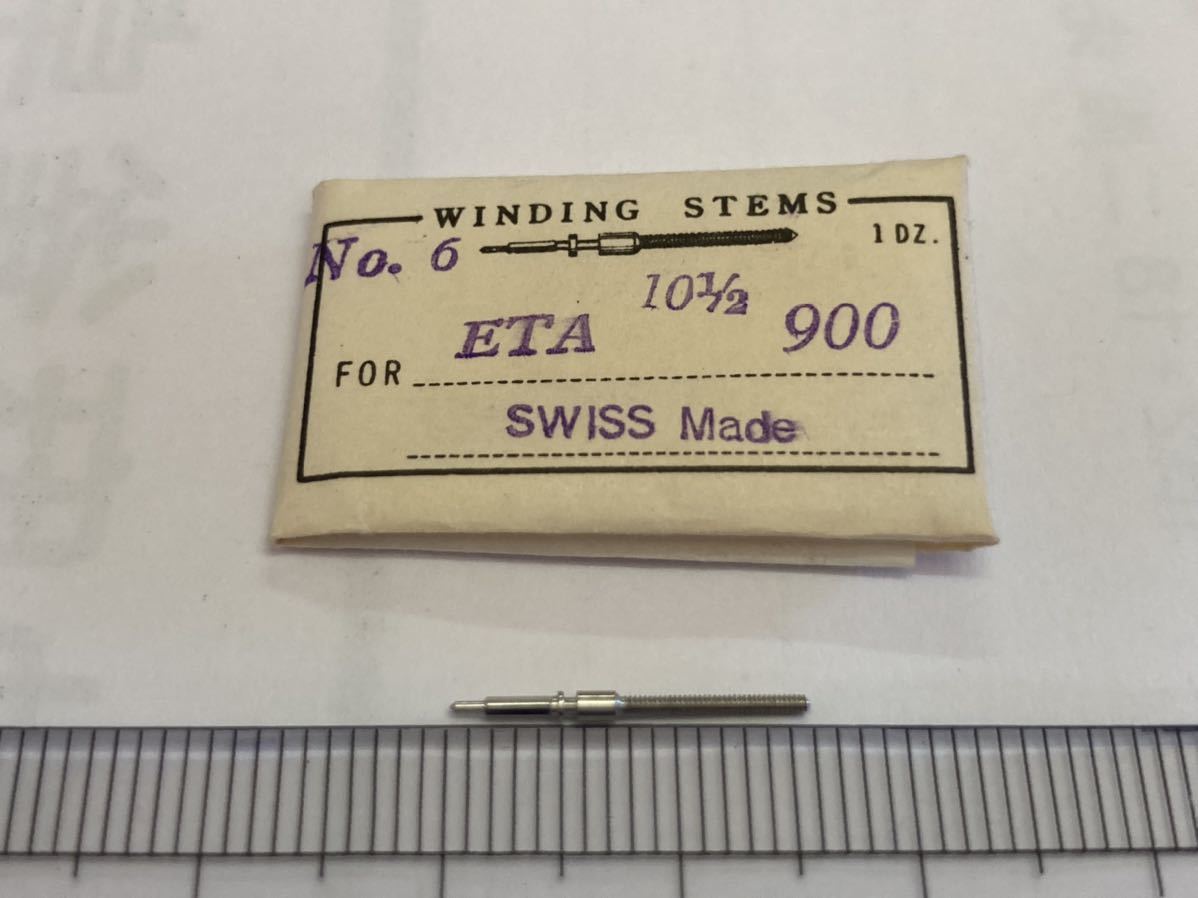 WINDING STEMS
No. 6 1 DZ.
10½
FOR ETA 900
SWISS Made